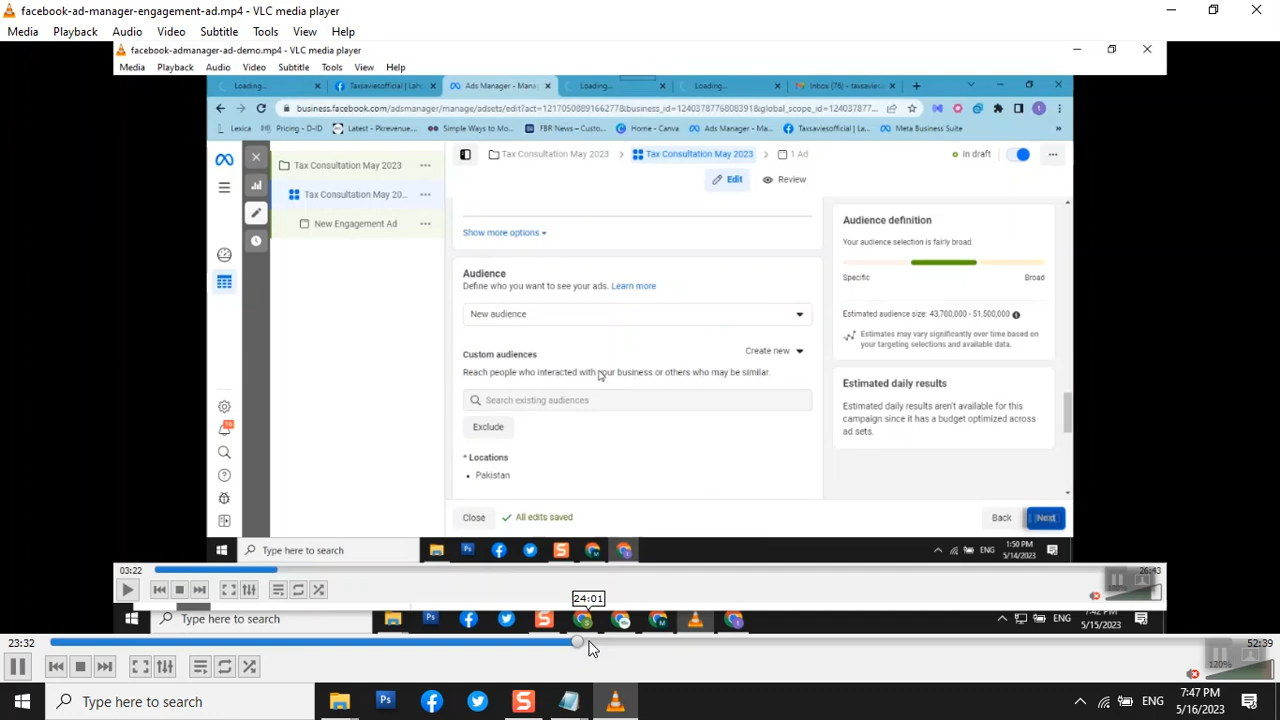 facebook-ad-manager-engagement-ad.mp4 - VLC media player
Media Playback Audio Video Subtitle Tools View Help
facebook-admanager-ad-demo.mp4 - VLC media player
Media Playback Audio Video Subtitle Tools View Help
Loading... Taxsaviesofficial | Lah Ads Manager - Mana Loading... Loading... Inbox (76) - taxsavies
business.facebook.com/adsmanager/manage/adsets/edit?act=1217050889166277&business_id=1240378776808391&global_scope_id=124037877...
Lexica Pricing - D-ID Latest - Pkrevenue... Simple Ways to Mo... FBR News – Custo... Home - Canva Ads Manager - Ma... Taxsaviesofficial | La... Meta Business Suite
Tax Consultation May 2023
Tax Consultation May 2023 Tax Consultation May 2023 1 Ad In draft
Edit Review
Tax Consultation May 20...
New Engagement Ad
Show more options
Audience
Define who you want to see your ads. Learn more
New audience
Custom audiences Create new
Reach people who interacted with your business or others who may be similar.
Search existing audiences
Exclude
* Locations
Pakistan
Audience definition
Your audience selection is fairly broad.
Specific Broad
Estimated audience size: 43,700,000 - 51,500,000
Estimates may vary significantly over time based on
your targeting selections and available data.
Estimated daily results
Estimated daily results aren't available for this
campaign since it has a budget optimized across
ad sets.
Close All edits saved Back Next
Type here to search ENG 1:50 PM
5/14/2023
03:22 26:43
24:01
Type here to search ENG 7:42 PM
5/15/2023
23:32 52:39
120%
Type here to search ENG 7:47 PM
5/16/2023